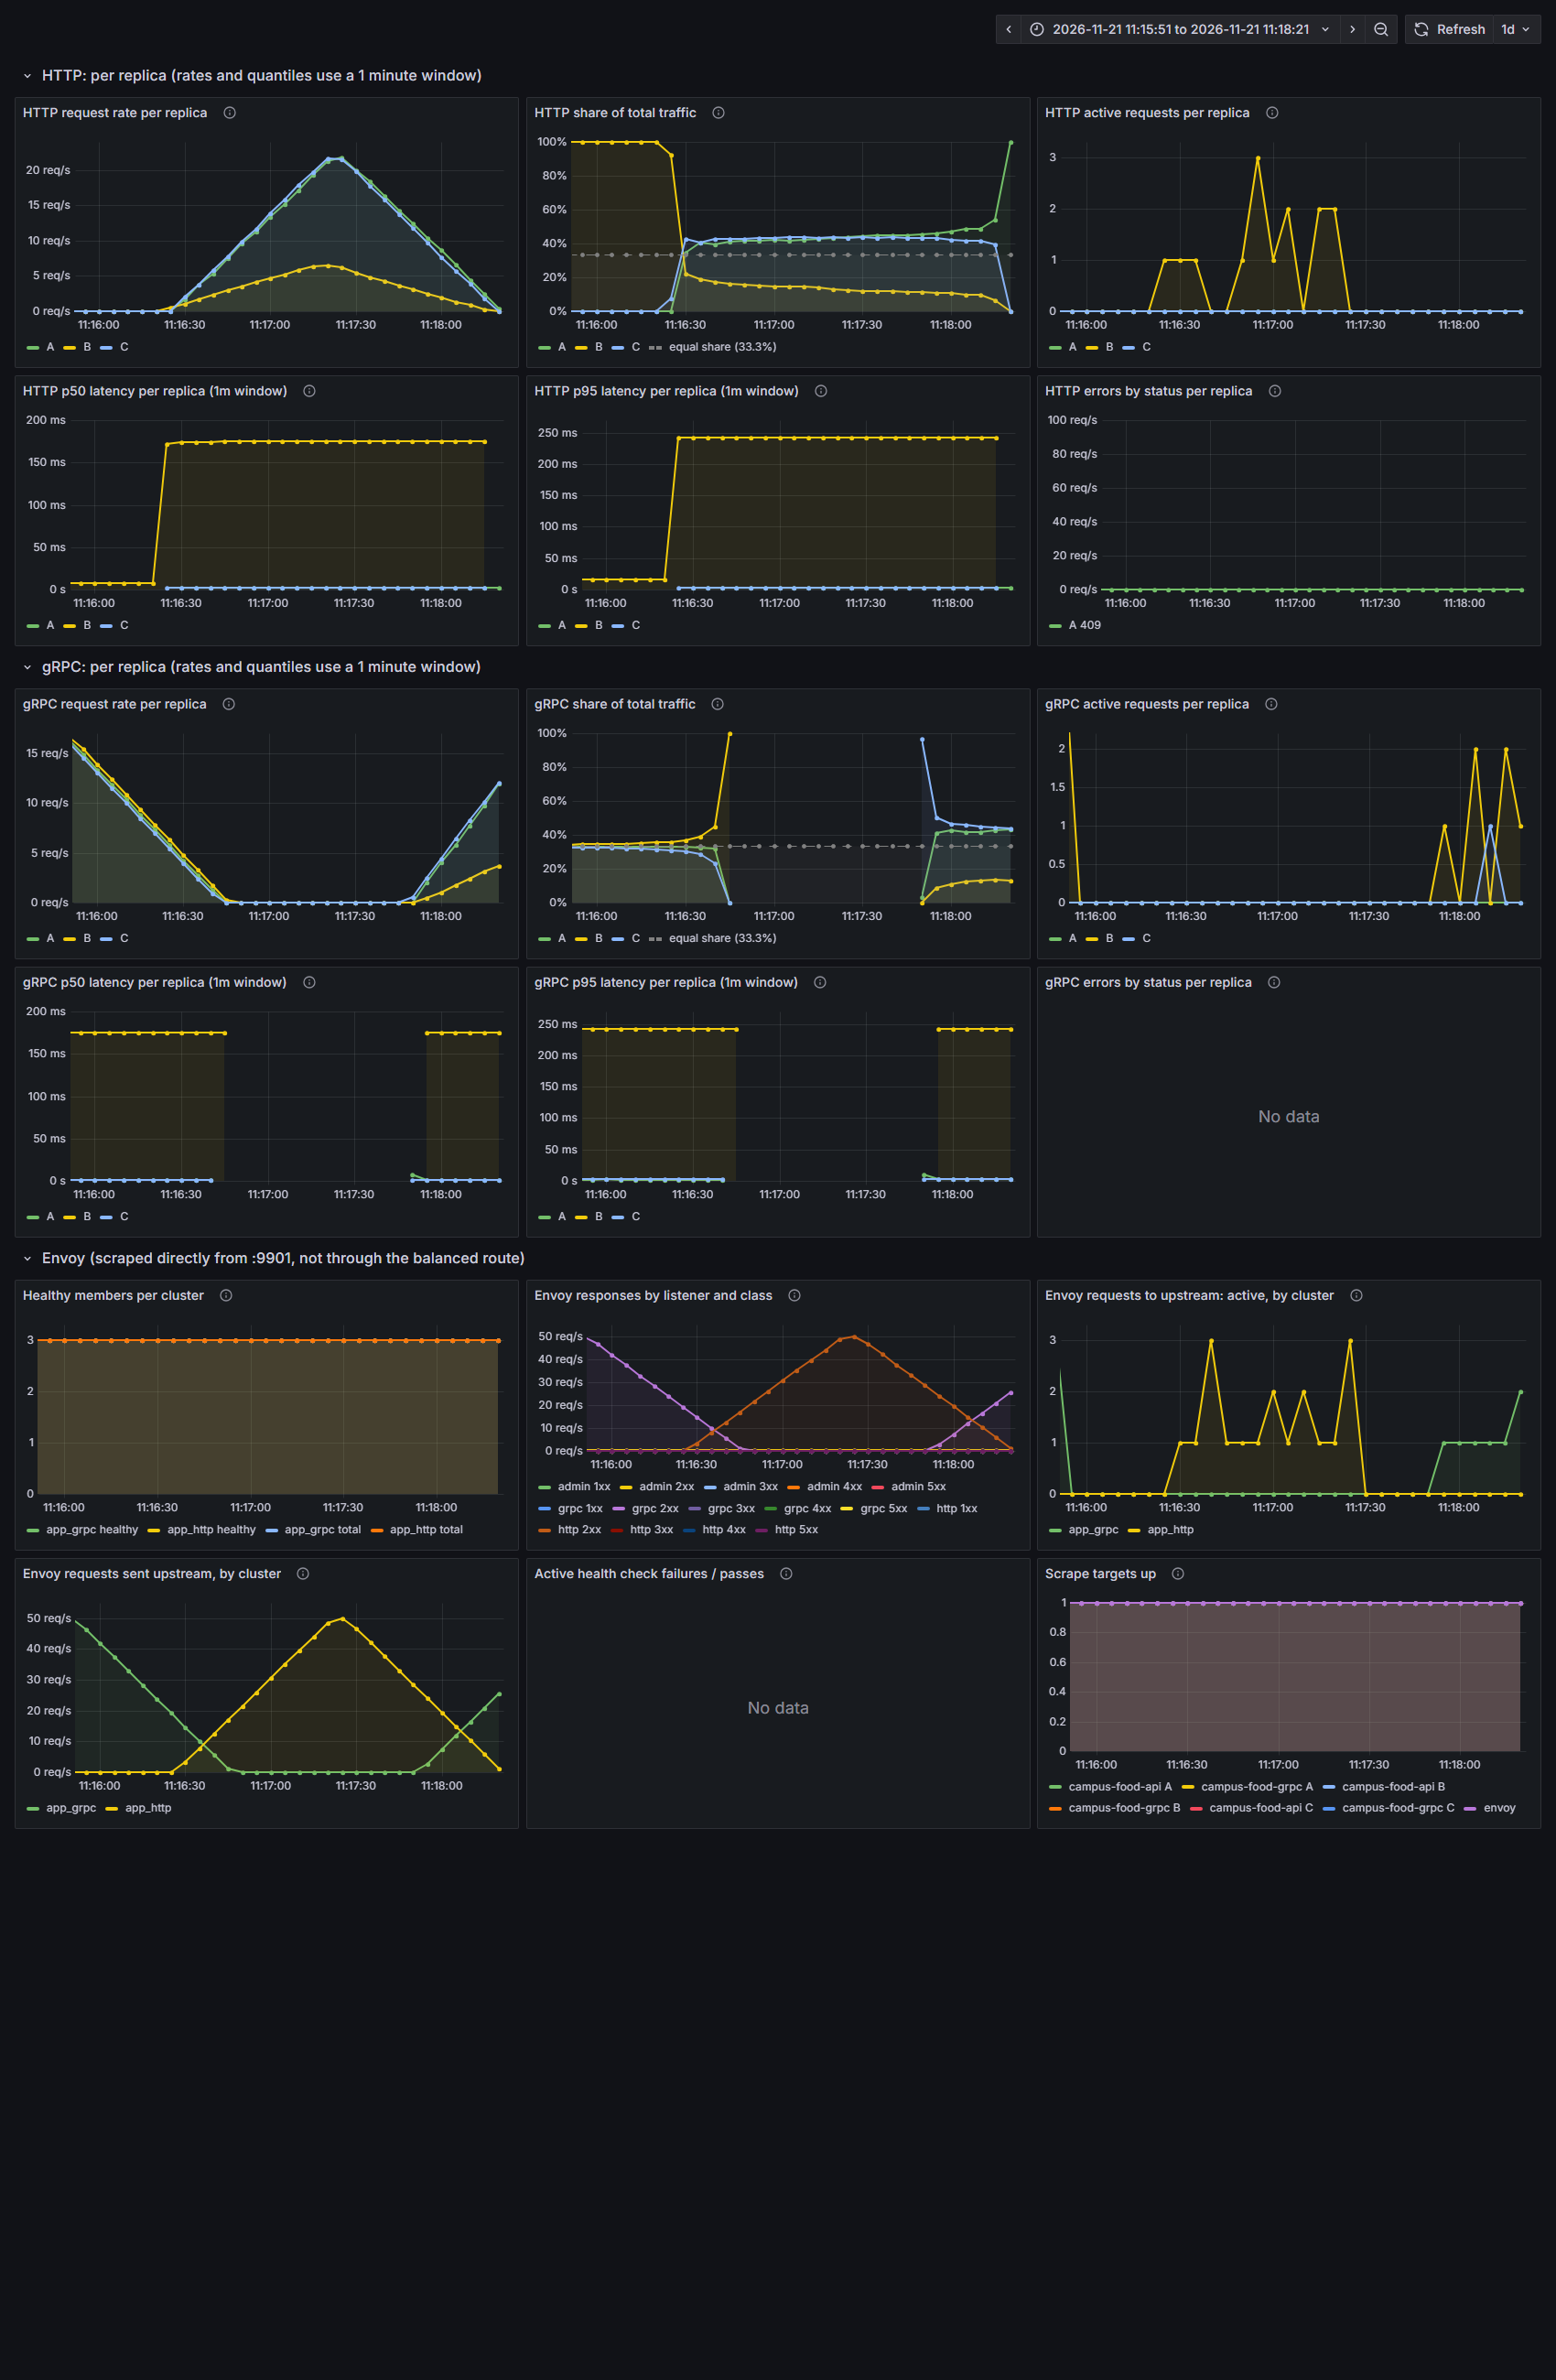 2026-11-21 11:15:51 to 2026-11-21 11:18:21 Refresh 1d
HTTP: per replica (rates and quantiles use a 1 minute window)
HTTP request rate per replica
20 req/s
15 req/s
10 req/s
5 req/s
0 req/s
11:16:00 11:16:30 11:17:00 11:17:30 11:18:00
A B C
HTTP share of total traffic
100%
80%
60%
40%
20%
0%
11:16:00 11:16:30 11:17:00 11:17:30 11:18:00
A B C equal share (33.3%)
HTTP active requests per replica
3
2
1
0
11:16:00 11:16:30 11:17:00 11:17:30 11:18:00
A B C
HTTP p50 latency per replica (1m window)
200 ms
150 ms
100 ms
50 ms
0 s
11:16:00 11:16:30 11:17:00 11:17:30 11:18:00
A B C
HTTP p95 latency per replica (1m window)
250 ms
200 ms
150 ms
100 ms
50 ms
0 s
11:16:00 11:16:30 11:17:00 11:17:30 11:18:00
A B C
HTTP errors by status per replica
100 req/s
80 req/s
60 req/s
40 req/s
20 req/s
0 req/s
11:16:00 11:16:30 11:17:00 11:17:30 11:18:00
A 409
gRPC: per replica (rates and quantiles use a 1 minute window)
gRPC request rate per replica
15 req/s
10 req/s
5 req/s
0 req/s
11:16:00 11:16:30 11:17:00 11:17:30 11:18:00
A B C
gRPC share of total traffic
100%
80%
60%
40%
20%
0%
11:16:00 11:16:30 11:17:00 11:17:30 11:18:00
A B C equal share (33.3%)
gRPC active requests per replica
2
1.5
1
0.5
0
11:16:00 11:16:30 11:17:00 11:17:30 11:18:00
A B C
gRPC p50 latency per replica (1m window)
200 ms
150 ms
100 ms
50 ms
0 s
11:16:00 11:16:30 11:17:00 11:17:30 11:18:00
A B C
gRPC p95 latency per replica (1m window)
250 ms
200 ms
150 ms
100 ms
50 ms
0 s
11:16:00 11:16:30 11:17:00 11:17:30 11:18:00
A B C
gRPC errors by status per replica
No data
Envoy (scraped directly from :9901, not through the balanced route)
Healthy members per cluster
3
2
1
0
11:16:00 11:16:30 11:17:00 11:17:30 11:18:00
app_grpc healthy app_http healthy app_grpc total app_http total
Envoy responses by listener and class
50 req/s
40 req/s
30 req/s
20 req/s
10 req/s
0 req/s
11:16:00 11:16:30 11:17:00 11:17:30 11:18:00
admin 1xx admin 2xx admin 3xx admin 4xx admin 5xx
grpc 1xx grpc 2xx grpc 3xx grpc 4xx grpc 5xx http 1xx
http 2xx http 3xx http 4xx http 5xx
Envoy requests to upstream: active, by cluster
3
2
1
0
11:16:00 11:16:30 11:17:00 11:17:30 11:18:00
app_grpc app_http
Envoy requests sent upstream, by cluster
50 req/s
40 req/s
30 req/s
20 req/s
10 req/s
0 req/s
11:16:00 11:16:30 11:17:00 11:17:30 11:18:00
app_grpc app_http
Active health check failures / passes
No data
Scrape targets up
1
0.8
0.6
0.4
0.2
0
11:16:00 11:16:30 11:17:00 11:17:30 11:18:00
campus-food-api A campus-food-grpc A campus-food-api B
campus-food-grpc B campus-food-api C campus-food-grpc C envoy